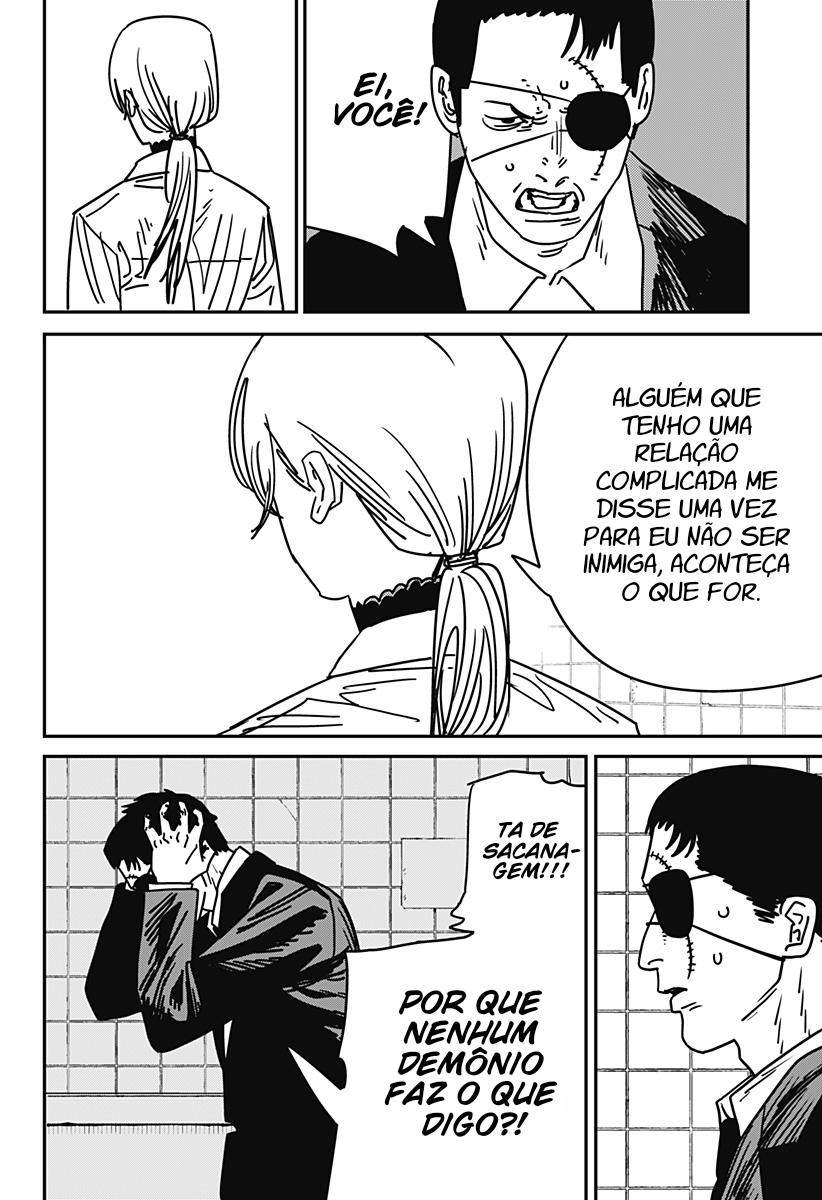 EI,
VOCÊ!
ALGUÉM QUE
TENHO UMA
RELAÇÃO
COMPLICADA ME
DISSE UMA VEZ
PARA EU NÃO SER
INIMIGA, ACONTEÇA
O QUE FOR.
TA DE
SACANA-
GEM!!!
POR QUE
NENHUM
DEMÔNIO
FAZ O QUE
DIGO?!